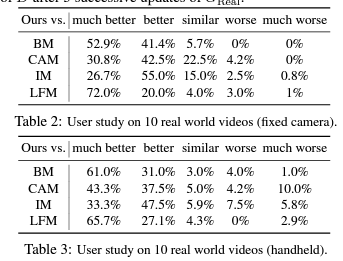 of D after 5 successive updates of G_Real.
Ours vs. much better better similar worse much worse
BM 52.9% 41.4% 5.7% 0% 0%
CAM 30.8% 42.5% 22.5% 4.2% 0%
IM 26.7% 55.0% 15.0% 2.5% 0.8%
LFM 72.0% 20.0% 4.0% 3.0% 1%
Table 2: User study on 10 real world videos (fixed camera).
Ours vs. much better better similar worse much worse
BM 61.0% 31.0% 3.0% 4.0% 1.0%
CAM 43.3% 37.5% 5.0% 4.2% 10.0%
IM 33.3% 47.5% 5.9% 7.5% 5.8%
LFM 65.7% 27.1% 4.3% 0% 2.9%
Table 3: User study on 10 real world videos (handheld).